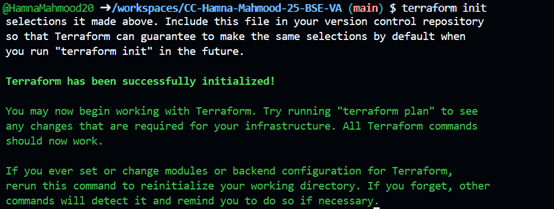 @HamnaMahmood20 ➜/workspaces/CC-Hamna-Mahmood-25-BSE-VA (main) $ terraform init
selections it made above. Include this file in your version control repository
so that Terraform can guarantee to make the same selections by default when
you run "terraform init" in the future.
Terraform has been successfully initialized!
You may now begin working with Terraform. Try running "terraform plan" to see
any changes that are required for your infrastructure. All Terraform commands
should now work.
If you ever set or change modules or backend configuration for Terraform,
rerun this command to reinitialize your working directory. If you forget, other
commands will detect it and remind you to do so if necessary.